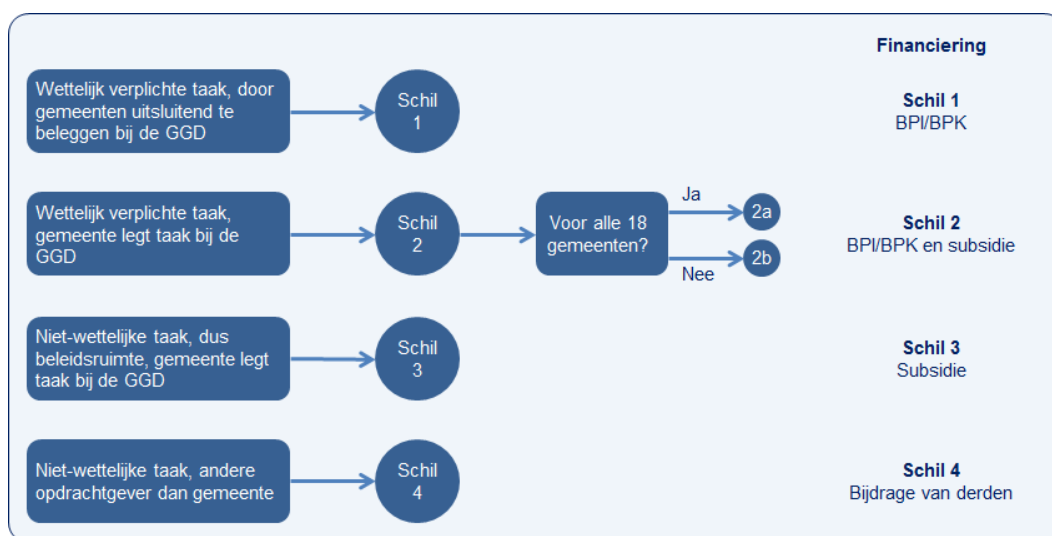 Financiering
Wettelijk verplichte taak, door
gemeenten uitsluitend te
beleggen bij de GGD
Schil
1
Schil 1
BPI/BPK
Wettelijk verplichte taak,
gemeente legt taak bij de
GGD
Schil
2
Voor alle 18
gemeenten?
Ja
2a
Nee
2b
Schil 2
BPI/BPK en subsidie
Niet-wettelijke taak, dus
beleidsruimte, gemeente legt
taak bij de GGD
Schil
3
Schil 3
Subsidie
Niet-wettelijke taak, andere
opdrachtgever dan gemeente
Schil
4
Schil 4
Bijdrage van derden